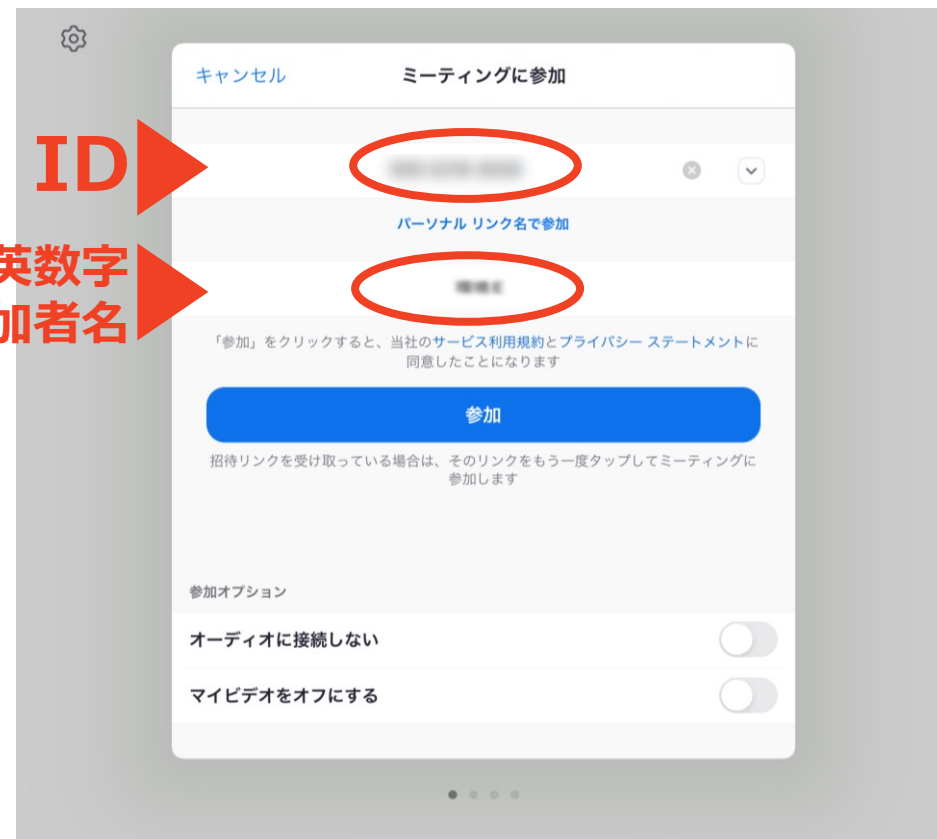 キャンセル
ミーティングに参加
ID
パーソナル リンク名で参加
英数字
加者名
「参加」をクリックすると、当社のサービス利用規約とプライバシー ステートメントに
同意したことになります
参加
招待リンクを受け取っている場合は、そのリンクをもう一度タップしてミーティングに
参加します
参加オプション
オーディオに接続しない
マイビデオをオフにする